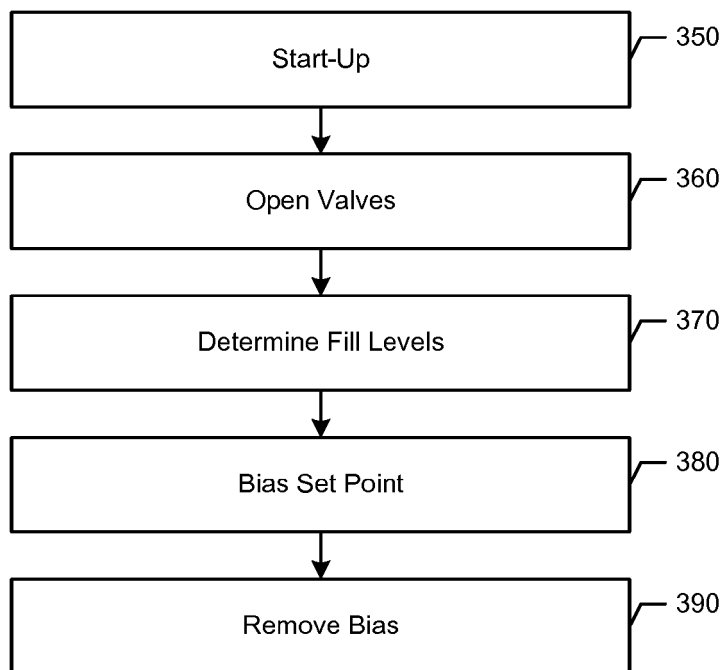 Start-Up
350
Open Valves
360
Determine Fill Levels
370
Bias Set Point
380
Remove Bias
390